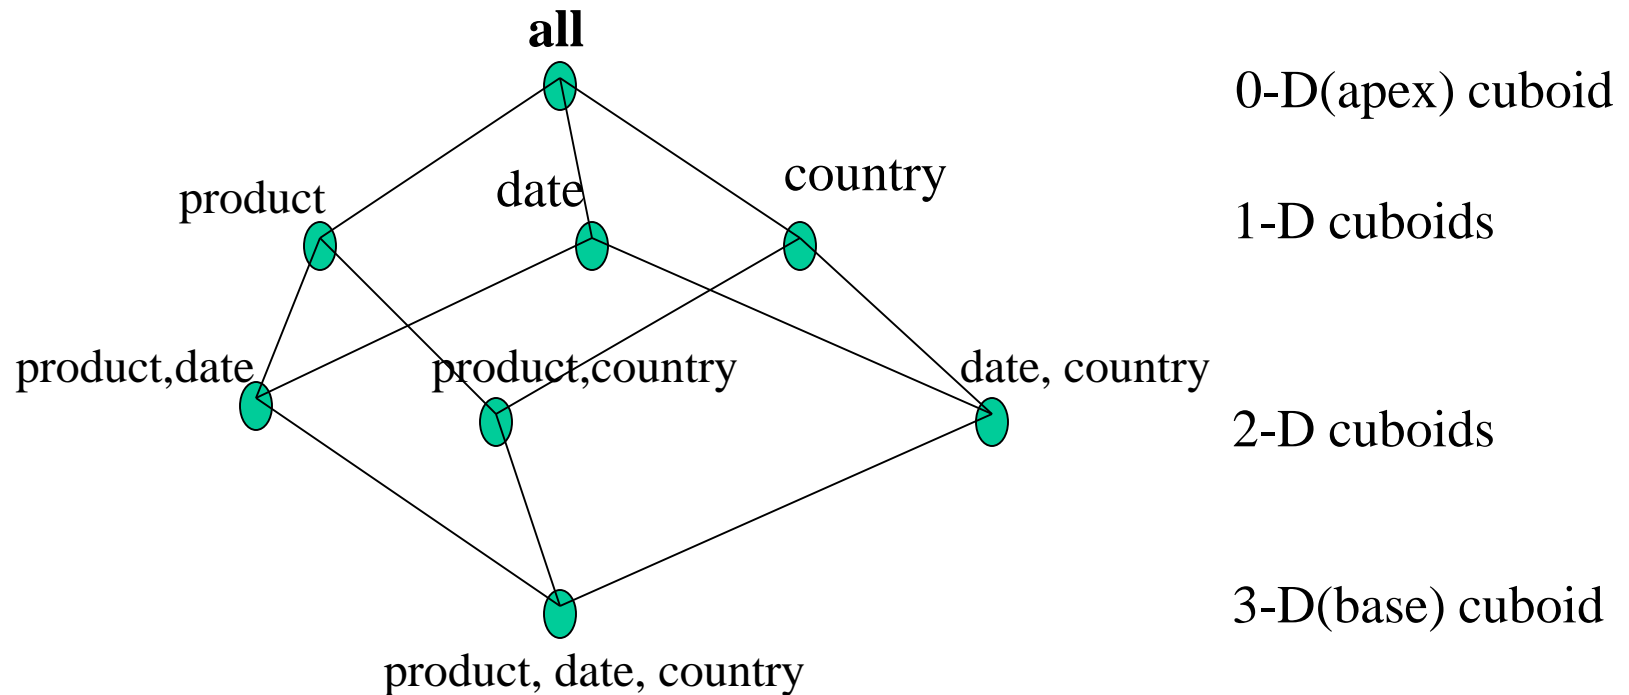 all
0-D(apex) cuboid
product
date
country
1-D cuboids
product,date
product,country
date, country
2-D cuboids
3-D(base) cuboid
product, date, country